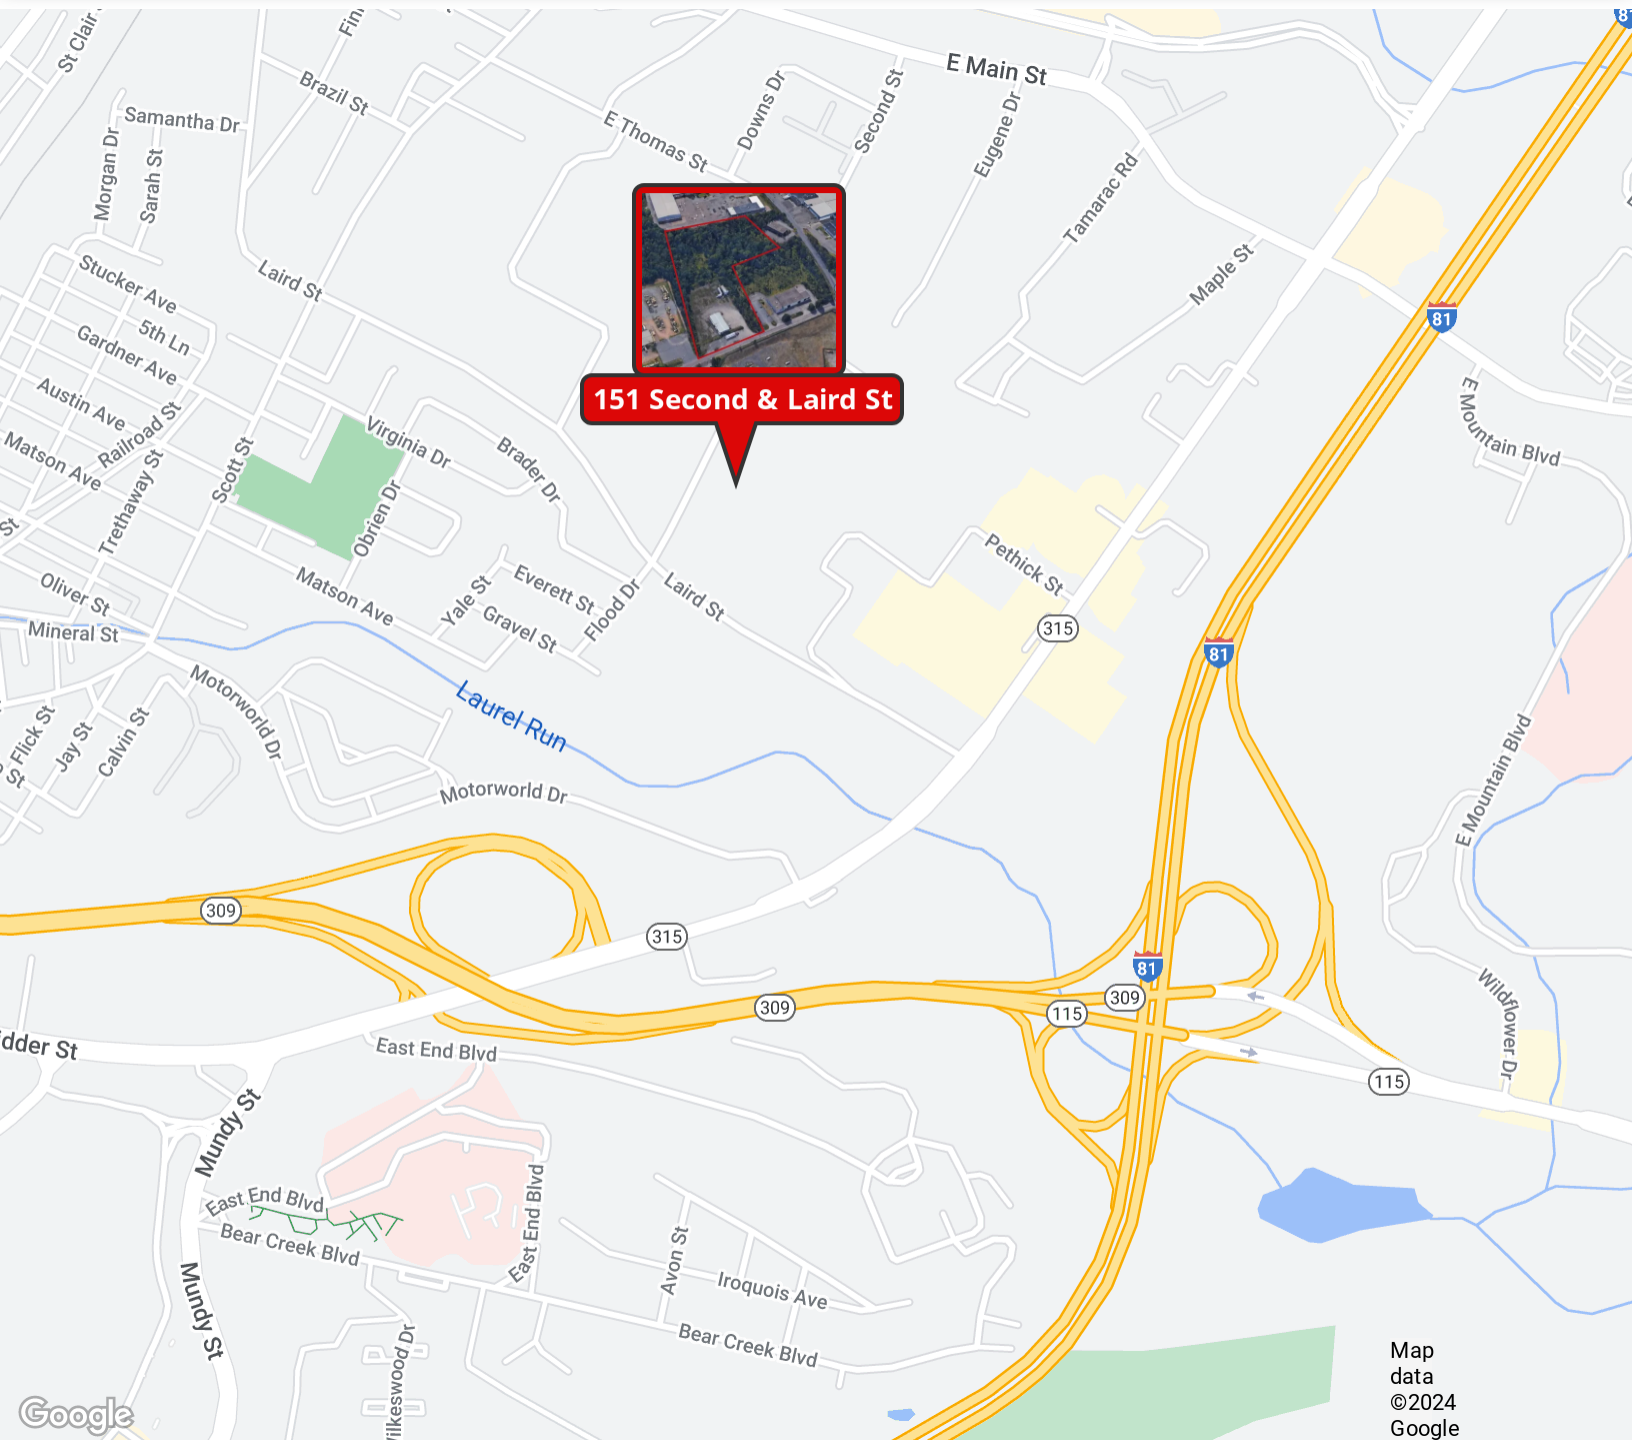 St Clair
Brazil St
E Main St
81
Samantha Dr
Morgan Dr
Sarah St
E Thomas St
Downs Dr
Second St
Eugene Dr
Tamarac Rd
Maple St
Stucker Ave
5th Ln
Laird St
Gardner Ave
Austin Ave
Matson Ave
Railroad St
Trethaway St
Scott St
Virginia Dr
Obrien Dr
Brader Dr
151 Second & Laird St
81
E Mountain Blvd
St
Oliver St
Mineral St
Matson Ave
Yale St
Everett St
Gravel St
Flood Dr
Laird St
Pethick St
315
81
Motorworld Dr
Laurel Run
Flick St
Jay St
Calvin St
St
Motorworld Dr
E Mountain Blvd
309
315
309
81
309
115
115
Wildflower Dr
dder St
East End Blvd
Mundy St
East End Blvd
Bear Creek Blvd
East End Blvd
Mundy St
Avon St
Iroquois Ave
Bear Creek Blvd
ilkeswood Dr
Google
Map
data
©2024
Google